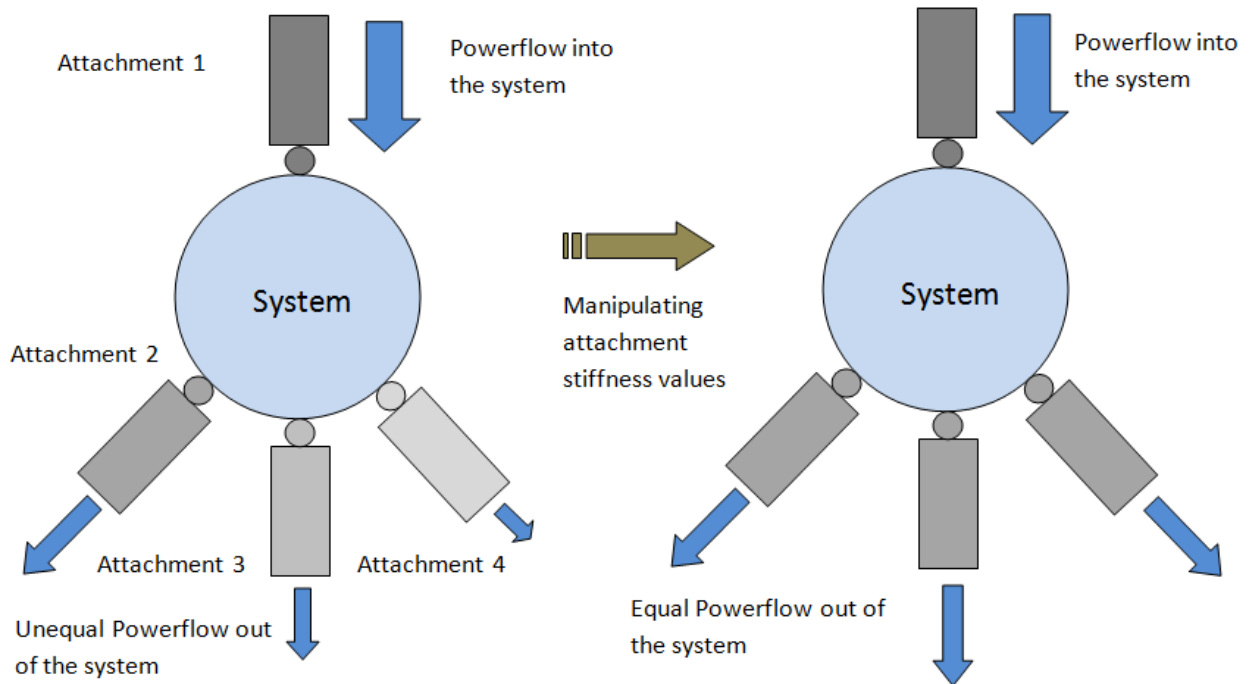 Attachment 1
Powerflow into
the system
System
Attachment 2
Attachment 3
Attachment 4
Unequal Powerflow out
of the system
Manipulating
attachment
stiffness values
Powerflow into
the system
System
Equal Powerflow out of
the system